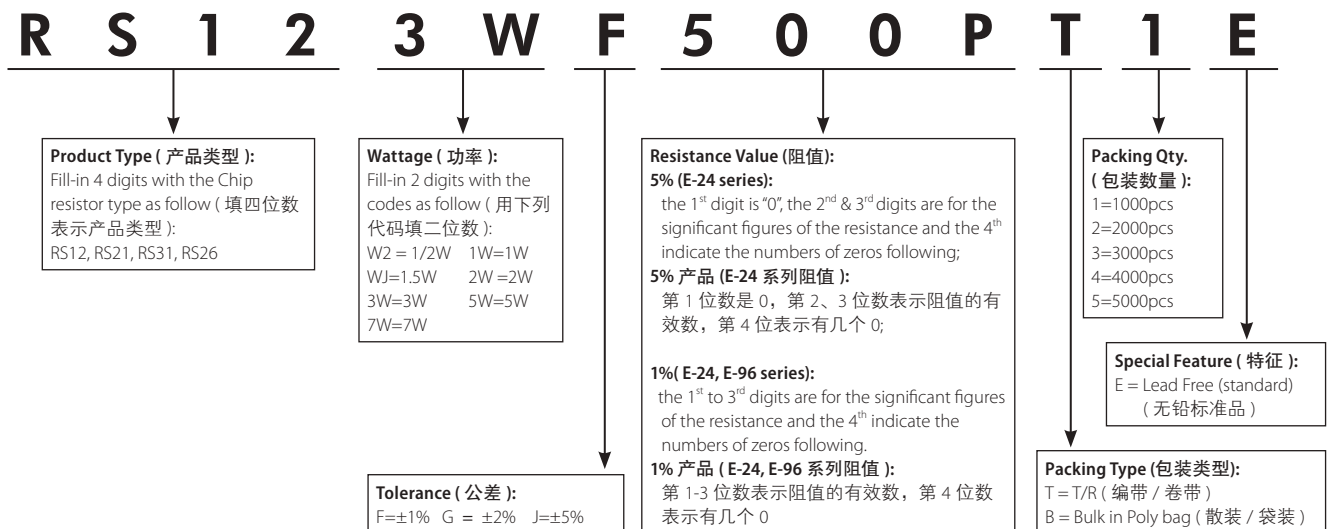 R S 1 2 3 W F 5 0 0 P T 1 E
Product Type ( 产品类型 ):
Fill-in 4 digits with the Chip
resistor type as follow ( 填四位数
表示产品类型 ):
RS12, RS21, RS31, RS26
Wattage ( 功率 ):
Fill-in 2 digits with the
codes as follow ( 用下列
代码填二位数 ):
W2 = 1/2W 1W=1W
WJ=1.5W 2W =2W
3W=3W 5W=5W
7W=7W
Tolerance ( 公差 ):
F=±1% G = ±2% J=±5%
Resistance Value (阻值):
5% (E-24 series):
the 1st digit is “0”, the 2nd & 3rd digits are for the
significant figures of the resistance and the 4th
indicate the numbers of zeros following;
5% 产品 (E-24 系列阻值 ):
第 1 位数是 0，第 2、3 位数表示阻值的有
效数，第 4 位表示有几个 0;
1%( E-24, E-96 series):
the 1st to 3rd digits are for the significant figures
of the resistance and the 4th indicate the
numbers of zeros following.
1% 产品 ( E-24, E-96 系列阻值 ):
第 1-3 位数表示阻值的有效数，第 4 位数
表示有几个 0
Packing Qty.
( 包装数量 ):
1=1000pcs
2=2000pcs
3=3000pcs
4=4000pcs
5=5000pcs
Special Feature ( 特征 ):
E = Lead Free (standard)
( 无铅标准品 )
Packing Type (包装类型):
T = T/R ( 编带 / 卷带 )
B = Bulk in Poly bag ( 散装 / 袋装 )